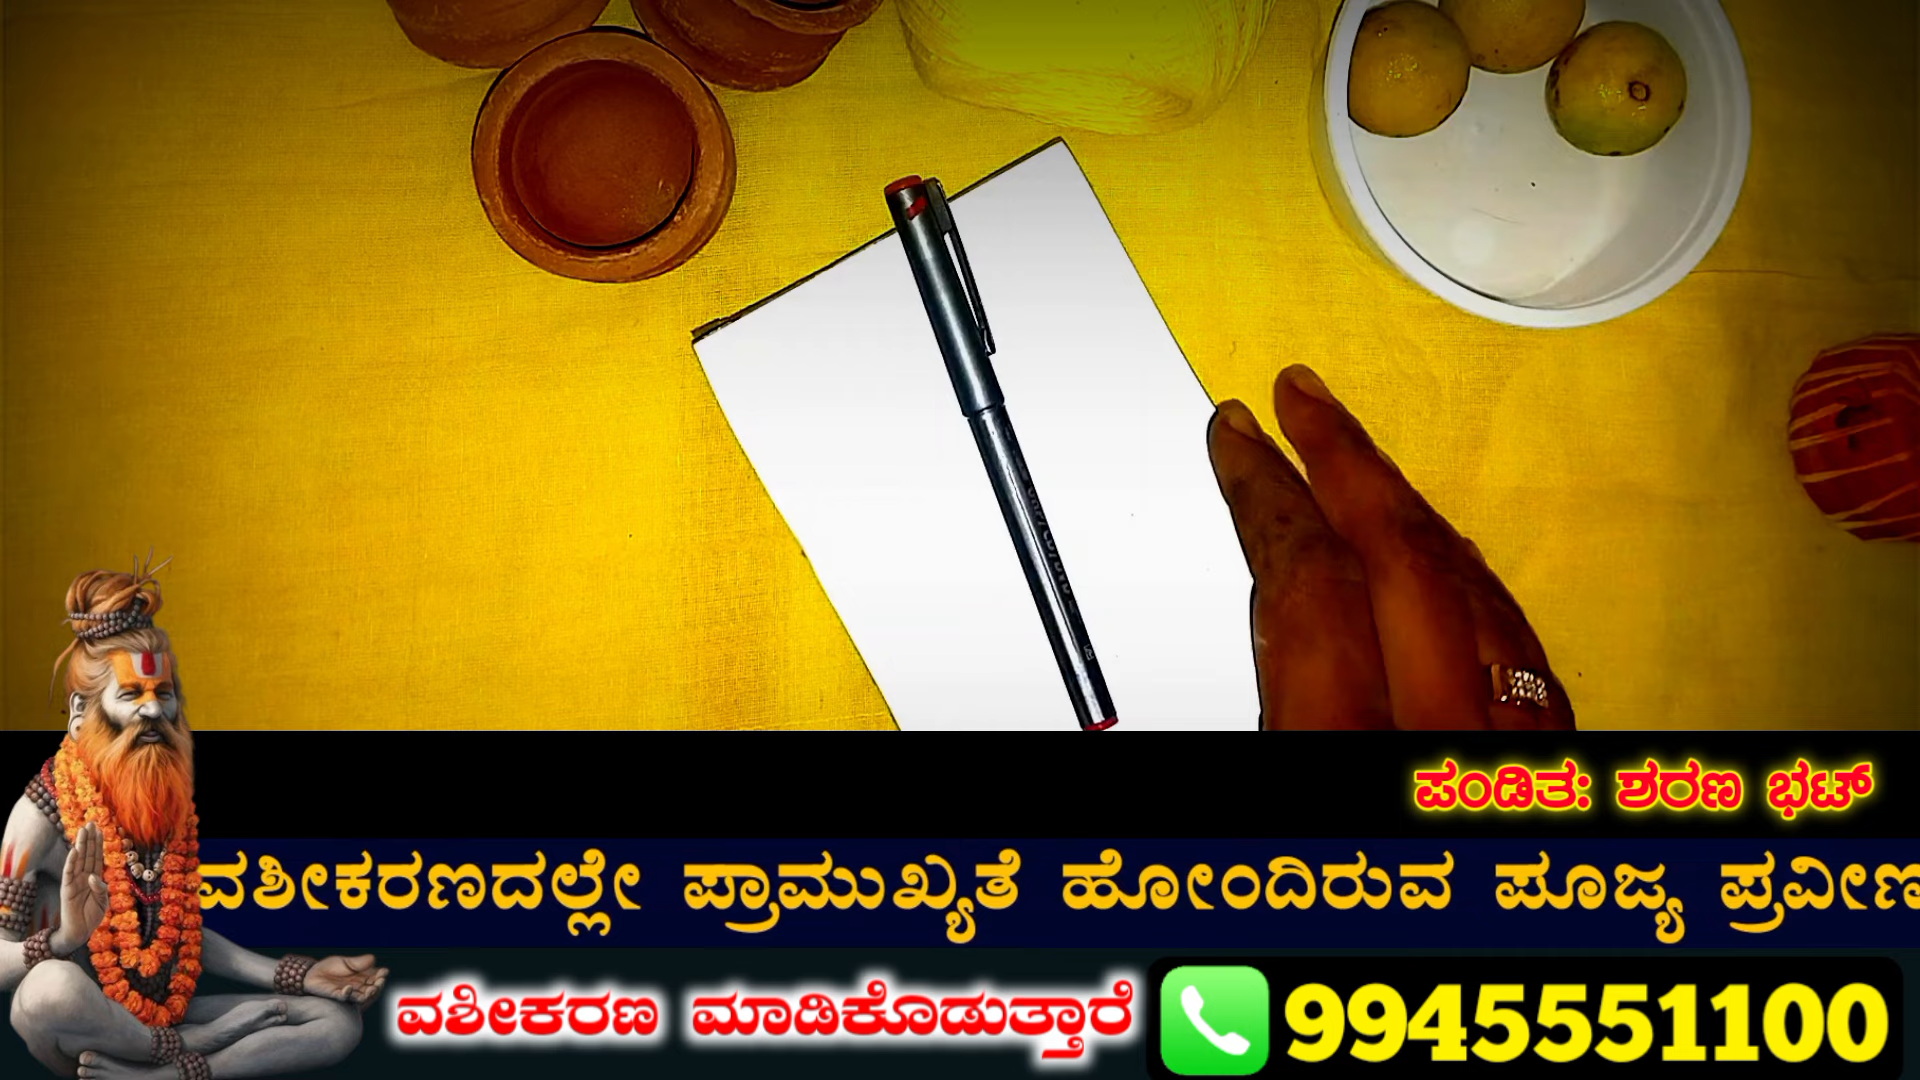 ಪಂಡಿತ: ಶರಣ ಭಟ್
ವಶೀಕರಣದಲ್ಲೇ ಪ್ರಾಮುಖ್ಯತೆ ಹೋಂದಿರುವ ಪೂಜ್ಯ ಪ್ರವೀಣ
ವಶೀಕರಣ ಮಾಡಿಕೊಡುತ್ತಾರೆ
9945551100